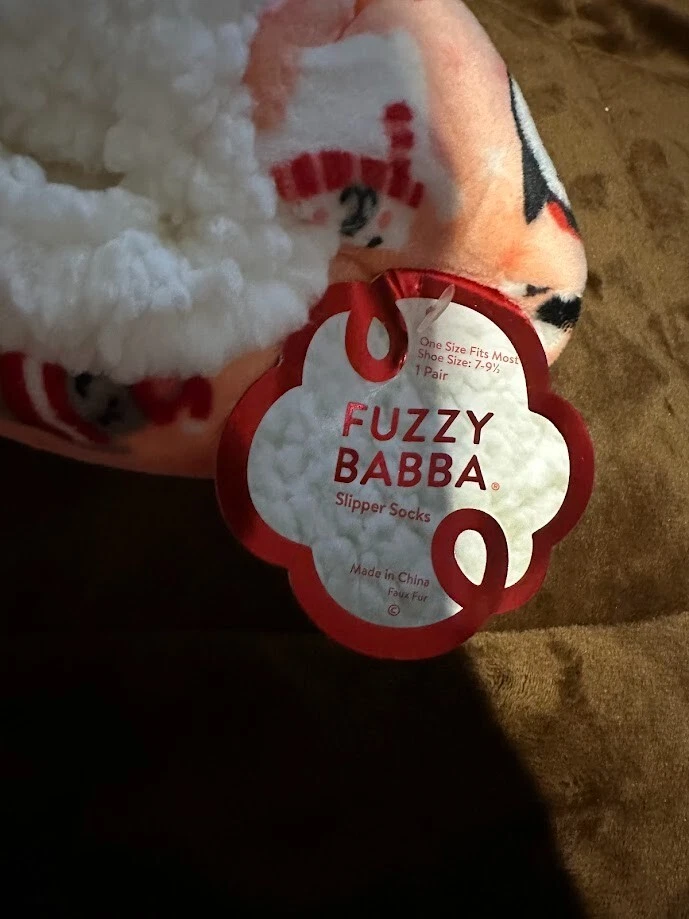 One Size Fits Most
Shoe Size: 7-9½
1 Pair
FUZZY
BABBA®
Slipper Socks
Made in China
Faux Fur
©